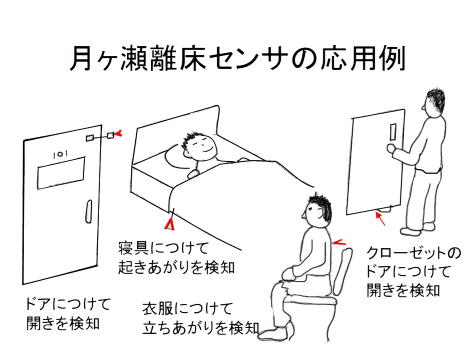 月ヶ瀬離床センサの応用例
101
寝具につけて
起きあがりを検知
クローゼットの
ドアにつけて
開きを検知
ドアにつけて
開きを検知
衣服につけて
立ちあがりを検知